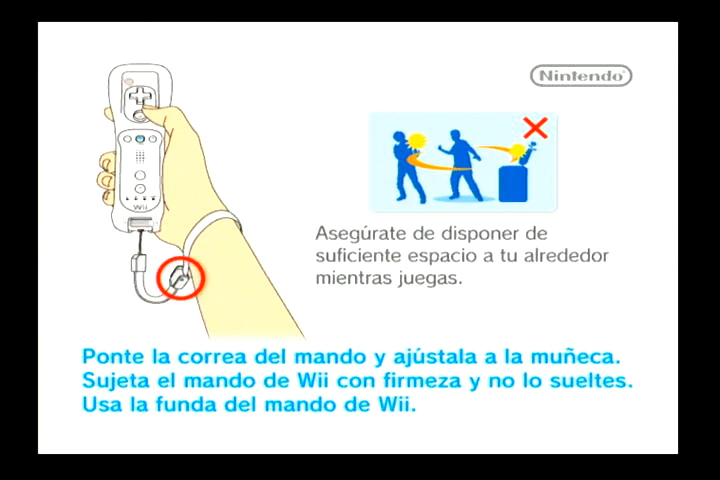 Nintendo
Asegúrate de disponer de
suficiente espacio a tu alrededor
mientras juegas.
Wii
Ponte la correa del mando y ajústala a la muñeca.
Sujeta el mando de Wii con firmeza y no lo sueltes.
Usa la funda del mando de Wii.